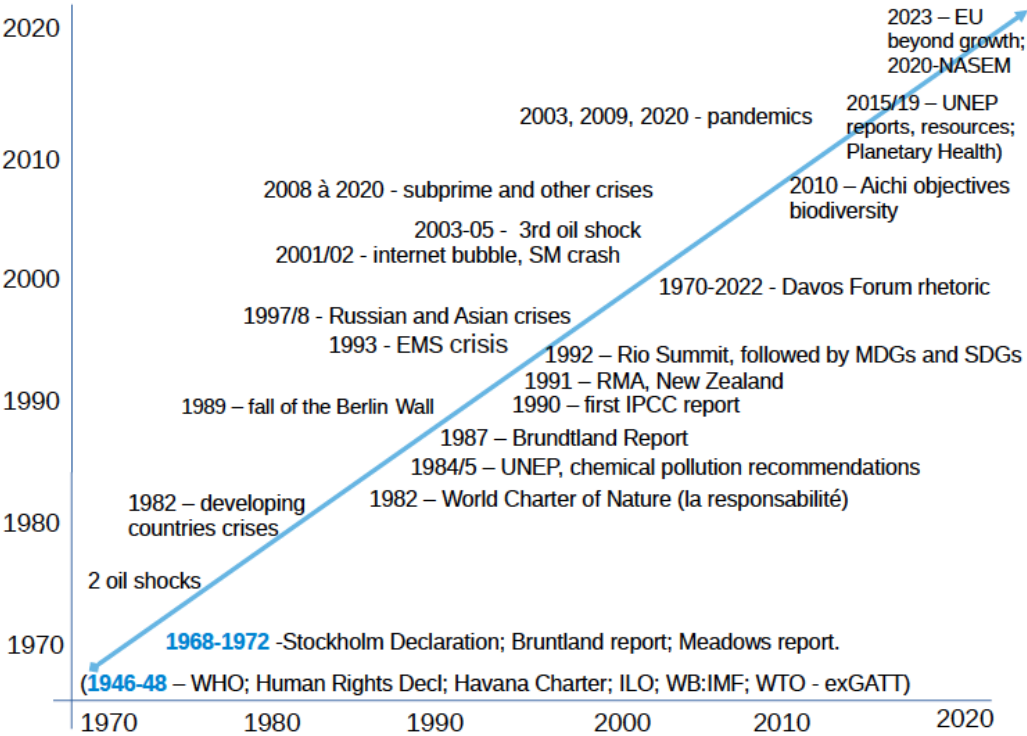 2020
2023 – EU
beyond growth;
2020-NASEM
2015/19 – UNEP
reports, resources;
Planetary Health)
2003, 2009, 2020 - pandemics
2010
2008 à 2020 - subprime and other crises
2010 – Aichi objectives
biodiversity
2003-05 - 3rd oil shock
2001/02 - internet bubble, SM crash
2000
1970-2022 - Davos Forum rhetoric
1997/8 - Russian and Asian crises
1993 - EMS crisis
1992 – Rio Summit, followed by MDGs and SDGs
1991 – RMA, New Zealand
1990
1989 – fall of the Berlin Wall
1990 – first IPCC report
1987 – Brundtland Report
1984/5 – UNEP, chemical pollution recommendations
1982 – World Charter of Nature (la responsabilité)
1982 – developing
countries crises
1980
2 oil shocks
1970
1968-1972 -Stockholm Declaration; Bruntland report; Meadows report.
(1946-48 – WHO; Human Rights Decl; Havana Charter; ILO; WB:IMF; WTO - exGATT)
1970 1980 1990 2000 2010 2020